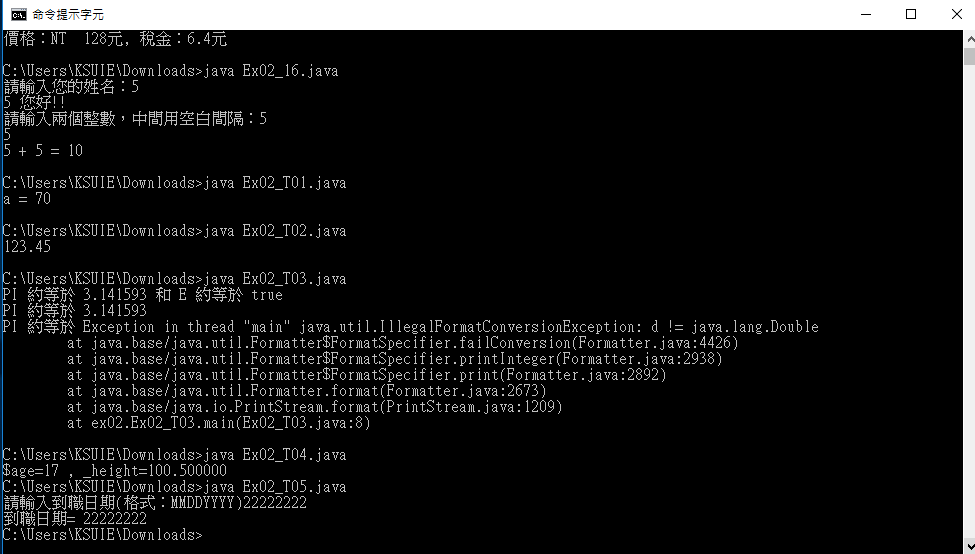 命令提示字元
價格：NT  128元, 稅金：6.4元
C:\Users\KSUIE\Downloads>java Ex02_16.java
請輸入您的姓名：5
5 您好!!
請輸入兩個整數，中間用空白間隔：5
5
5 + 5 = 10
C:\Users\KSUIE\Downloads>java Ex02_T01.java
a = 70
C:\Users\KSUIE\Downloads>java Ex02_T02.java
123.45
C:\Users\KSUIE\Downloads>java Ex02_T03.java
PI 約等於 3.141593 和 E 約等於 true
PI 約等於 3.141593
PI 約等於 Exception in thread "main" java.util.IllegalFormatConversionException: d != java.lang.Double
        at java.base/java.util.Formatter$FormatSpecifier.failConversion(Formatter.java:4426)
        at java.base/java.util.Formatter$FormatSpecifier.printInteger(Formatter.java:2938)
        at java.base/java.util.Formatter$FormatSpecifier.print(Formatter.java:2892)
        at java.base/java.util.Formatter.format(Formatter.java:2673)
        at java.base/java.io.PrintStream.format(PrintStream.java:1209)
        at ex02.Ex02_T03.main(Ex02_T03.java:8)
C:\Users\KSUIE\Downloads>java Ex02_T04.java
$age=17 , _height=100.500000
C:\Users\KSUIE\Downloads>java Ex02_T05.java
請輸入到職日期(格式：MMDDYYYY)22222222
到職日期= 22222222
C:\Users\KSUIE\Downloads>